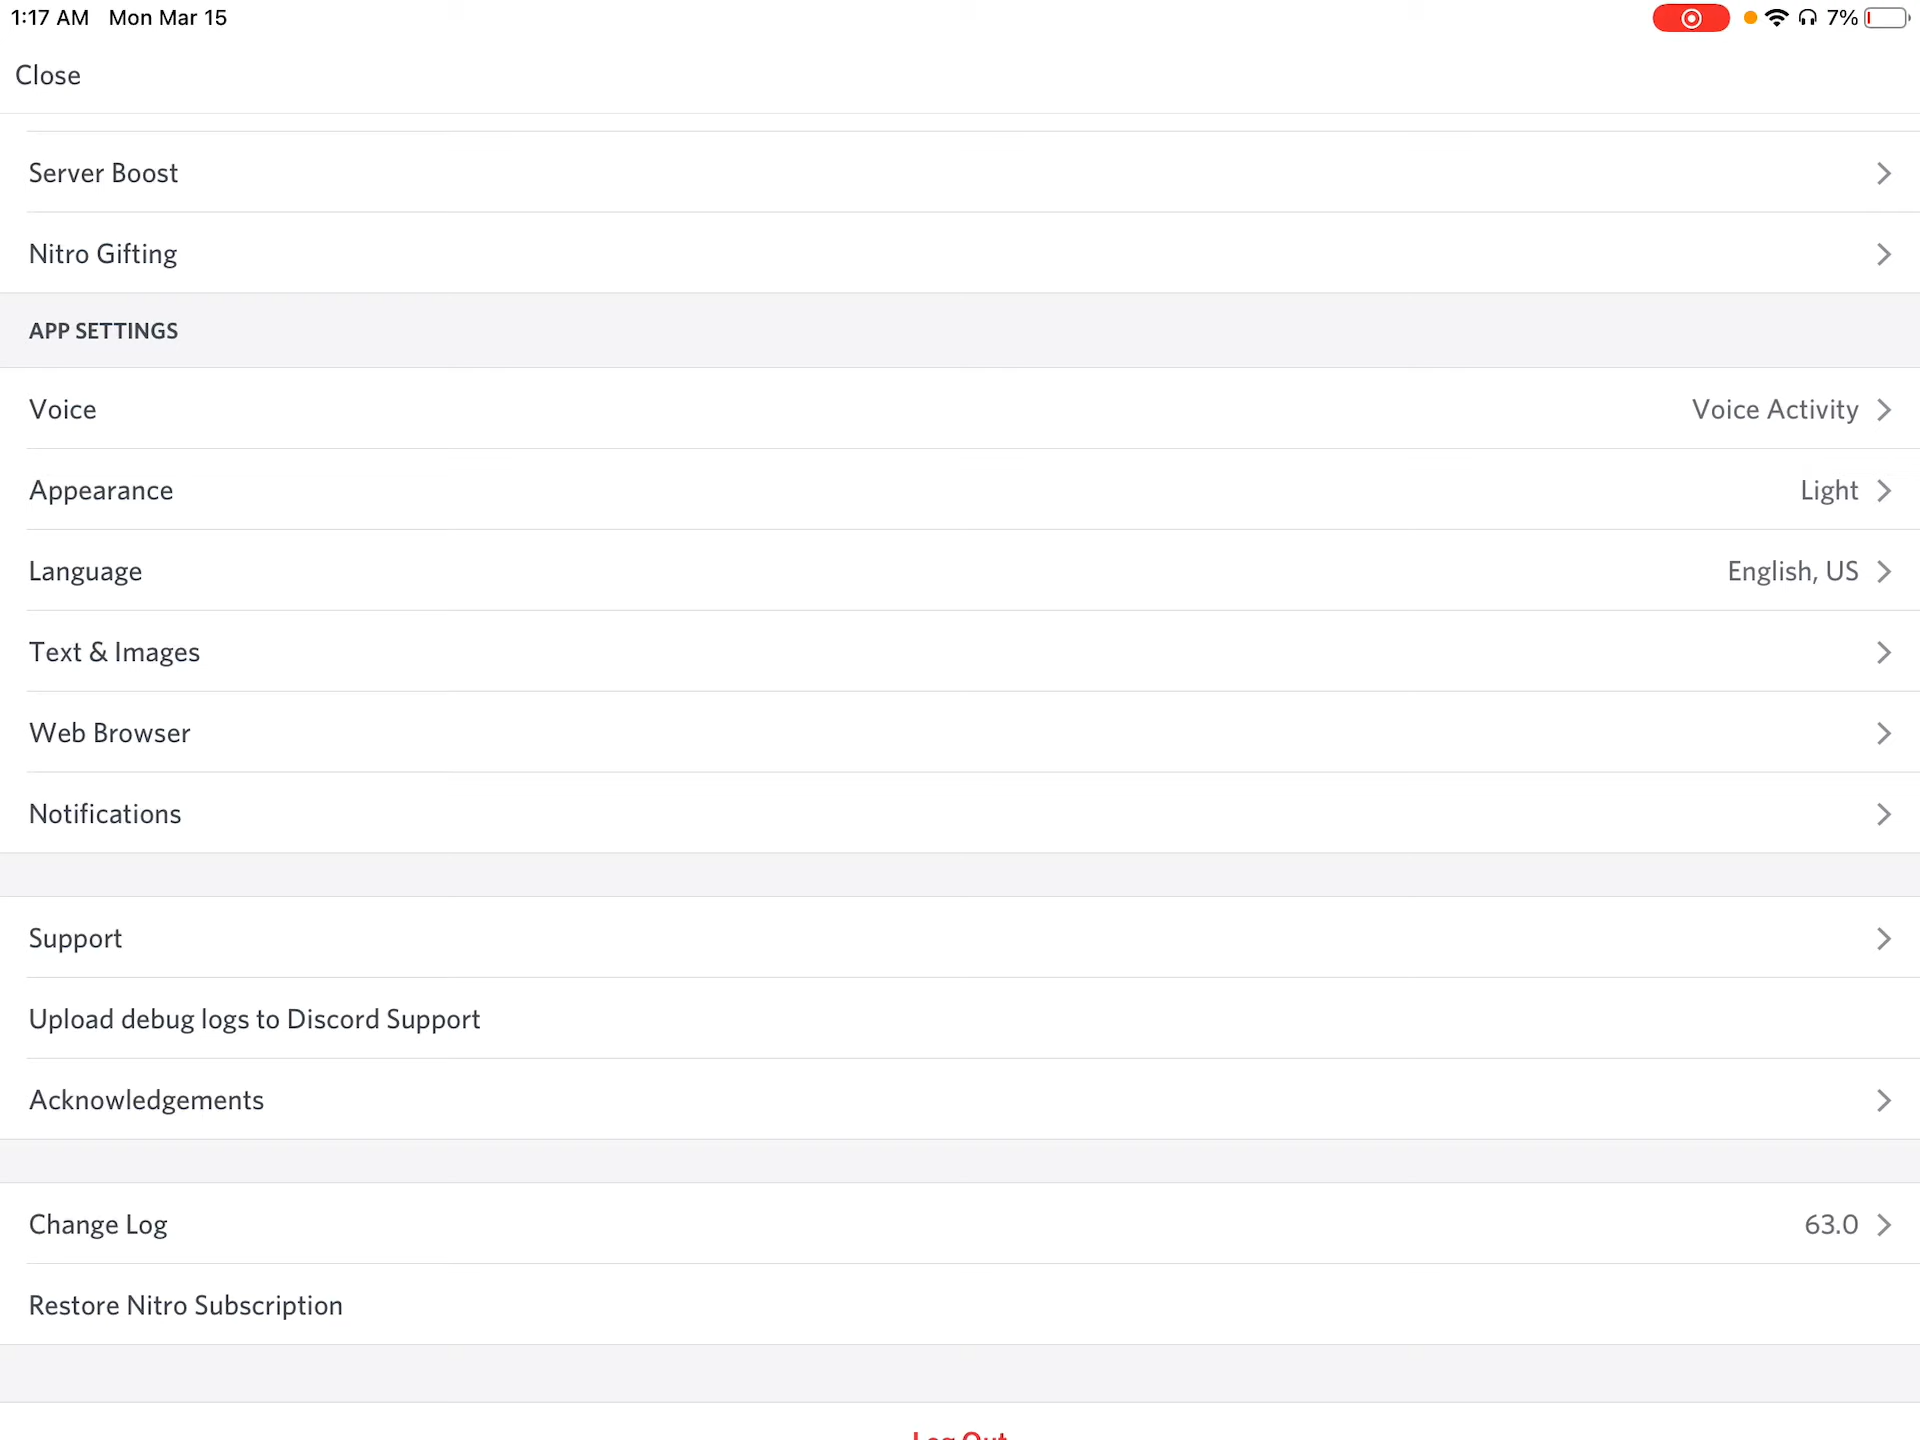 1:17 AM Mon Mar 15
7%
Close
Server Boost
Nitro Gifting
APP SETTINGS
Voice
Voice Activity
Appearance
Light
Language
English, US
Text & Images
Web Browser
Notifications
Support
Upload debug logs to Discord Support
Acknowledgements
Change Log
63.0
Restore Nitro Subscription
Log Out